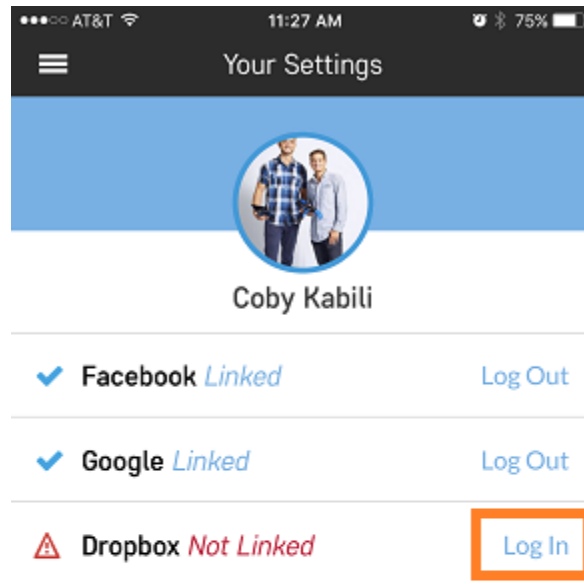 AT&T 11:27 AM 75%
Your Settings
Coby Kabili
Facebook Linked Log Out
Google Linked Log Out
Dropbox Not Linked Log In